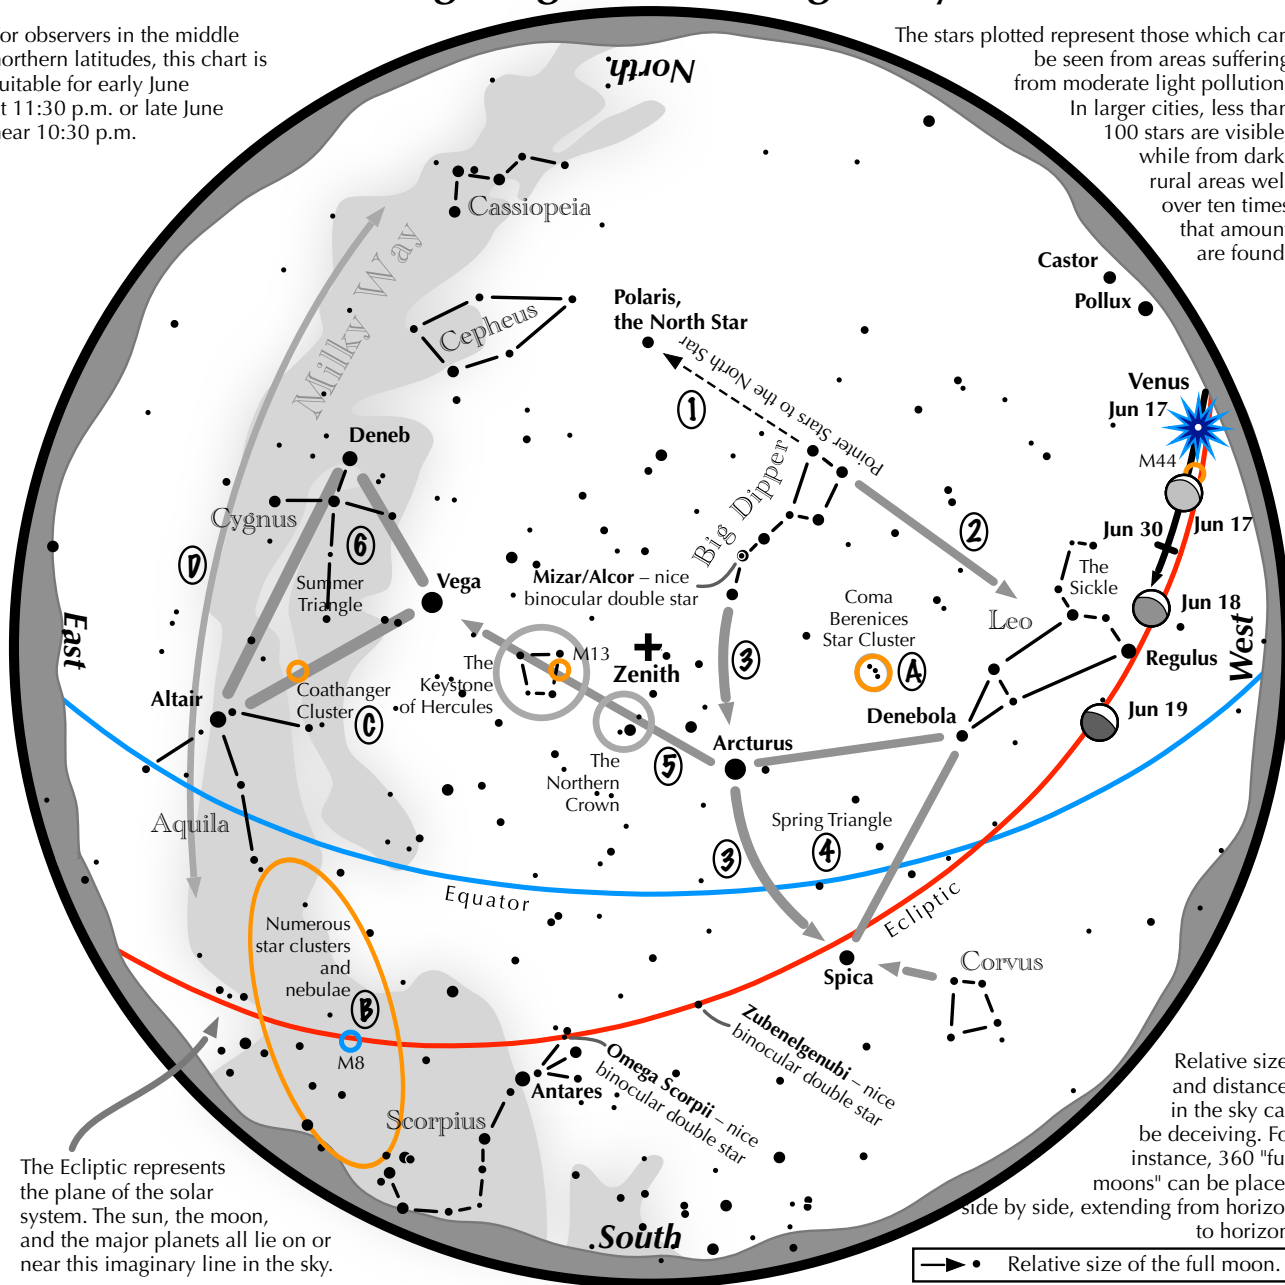 or observers in the middle
northern latitudes, this chart is
uitable for early June
t 11:30 p.m. or late June
near 10:30 p.m.
The stars plotted represent those which can
be seen from areas suffering
from moderate light pollution
In larger cities, less than
100 stars are visible
while from dark
rural areas wel
over ten times
that amoun
are found
North
Cassiopeia
Milky Way
Cepheus
Castor
Pollux
Polaris,
the North Star
Pointer Stars to the North Star
1
Venus
Jun 17
M44
Jun 17
Jun 30
Deneb
Cygnus
6
D
Big Dipper
2
The
Sickle
Jun 18
Summer
Triangle
Vega
Mizar/Alcor – nice
binocular double star
Coma
Berenices
Star Cluster
A
Leo
Regulus
West
East
M13
Zenith
3
The
Keystone
of Hercules
Altair
Coathanger
Cluster
C
Jun 19
Denebola
Arcturus
The
Northern
Crown
5
Aquila
Spring Triangle
3
4
Equator
Ecliptic
Numerous
star clusters
and
nebulae
B
M8
Spica
Corvus
Zubenelgenubi – nice
binocular double star
Omega Scorpii – nice
binocular double star
Antares
Scorpius
South
The Ecliptic represents
the plane of the solar
system. The sun, the moon,
and the major planets all lie on or
near this imaginary line in the sky.
Relative size
and distance
in the sky ca
be deceiving. Fo
instance, 360 "fu
moons" can be place
side by side, extending from horizo
to horizon
Relative size of the full moon.